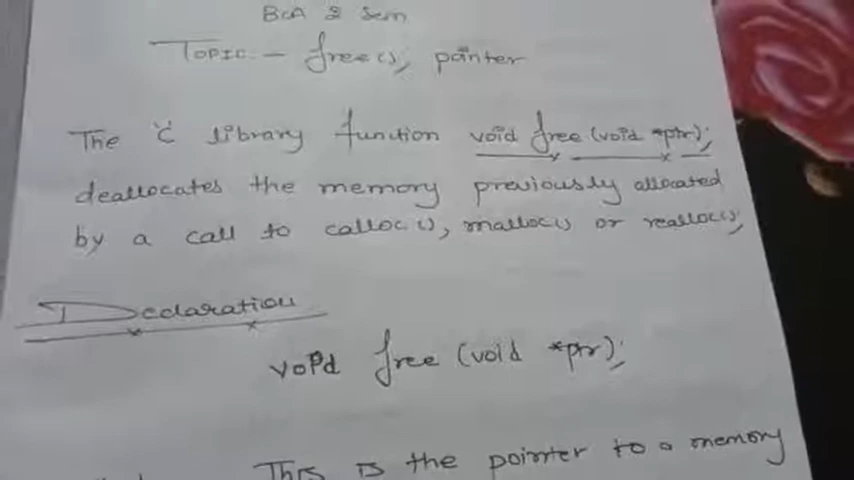 BCA 2 Sem
TOPIC - free(), pointer
The 'C' library function void free (void *ptr);
deallocates the memory previously allocated
by a call to calloc(), malloc() or realloc();
Declaration
void free (void *ptr);
This is the pointer to a memory